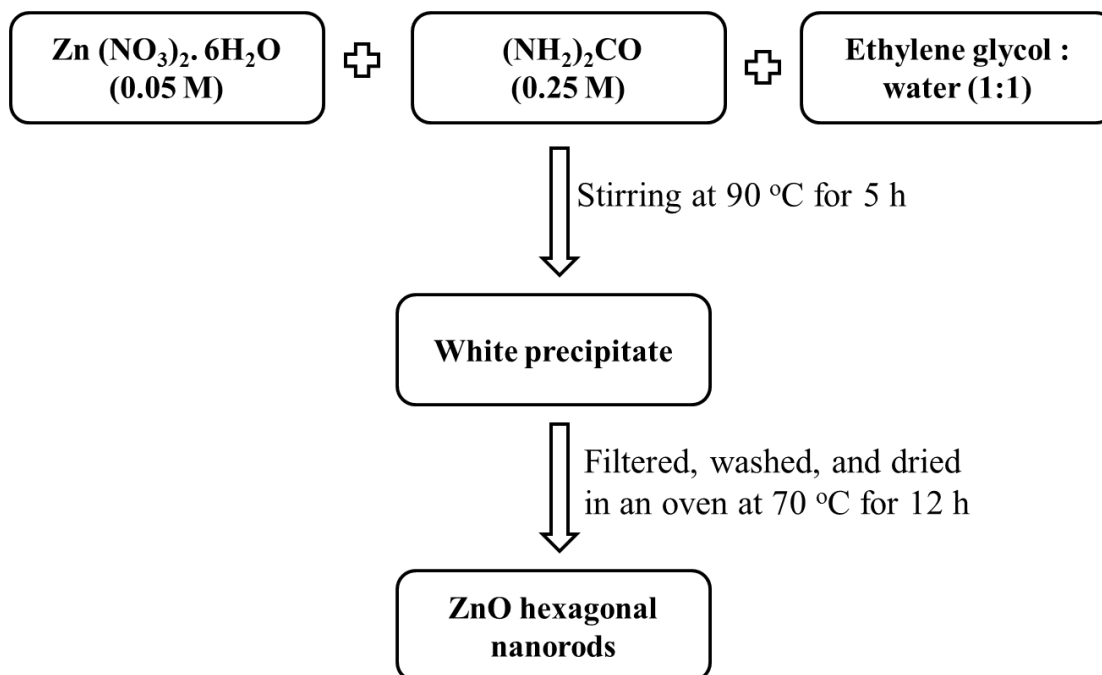 Zn (NO₃)₂. 6H₂O
(0.05 M)
(NH₂)₂CO
(0.25 M)
Ethylene glycol :
water (1:1)
Stirring at 90 ᵒC for 5 h
White precipitate
Filtered, washed, and dried
in an oven at 70 ᵒC for 12 h
ZnO hexagonal
nanorods